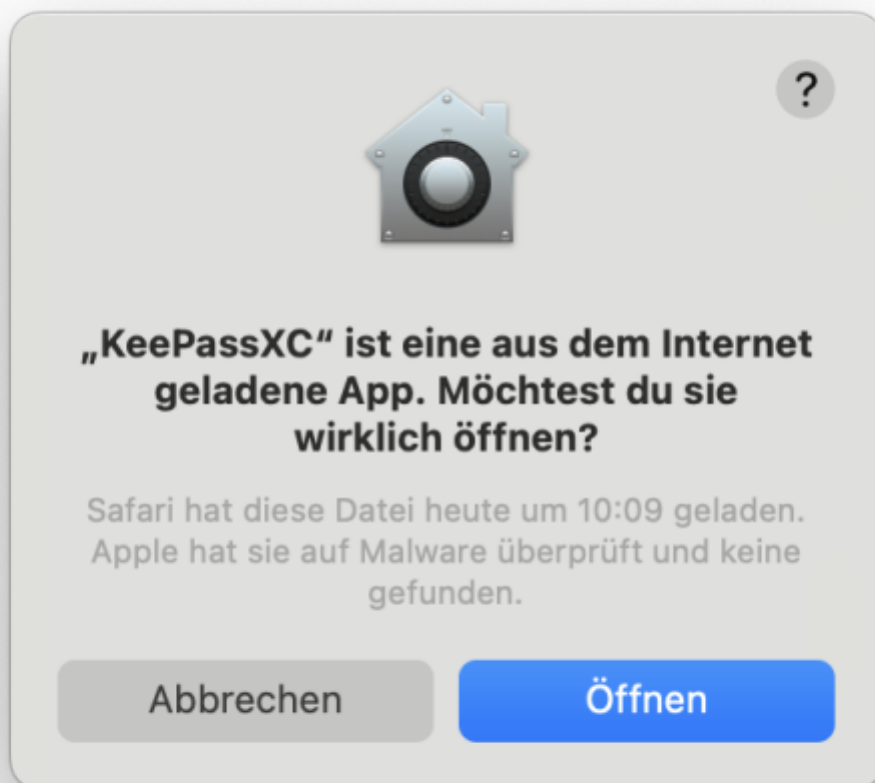 ?
„KeePassXC“ ist eine aus dem Internet
geladene App. Möchtest du sie
wirklich öffnen?
Safari hat diese Datei heute um 10:09 geladen.
Apple hat sie auf Malware überprüft und keine
gefunden.
Abbrechen
Öffnen